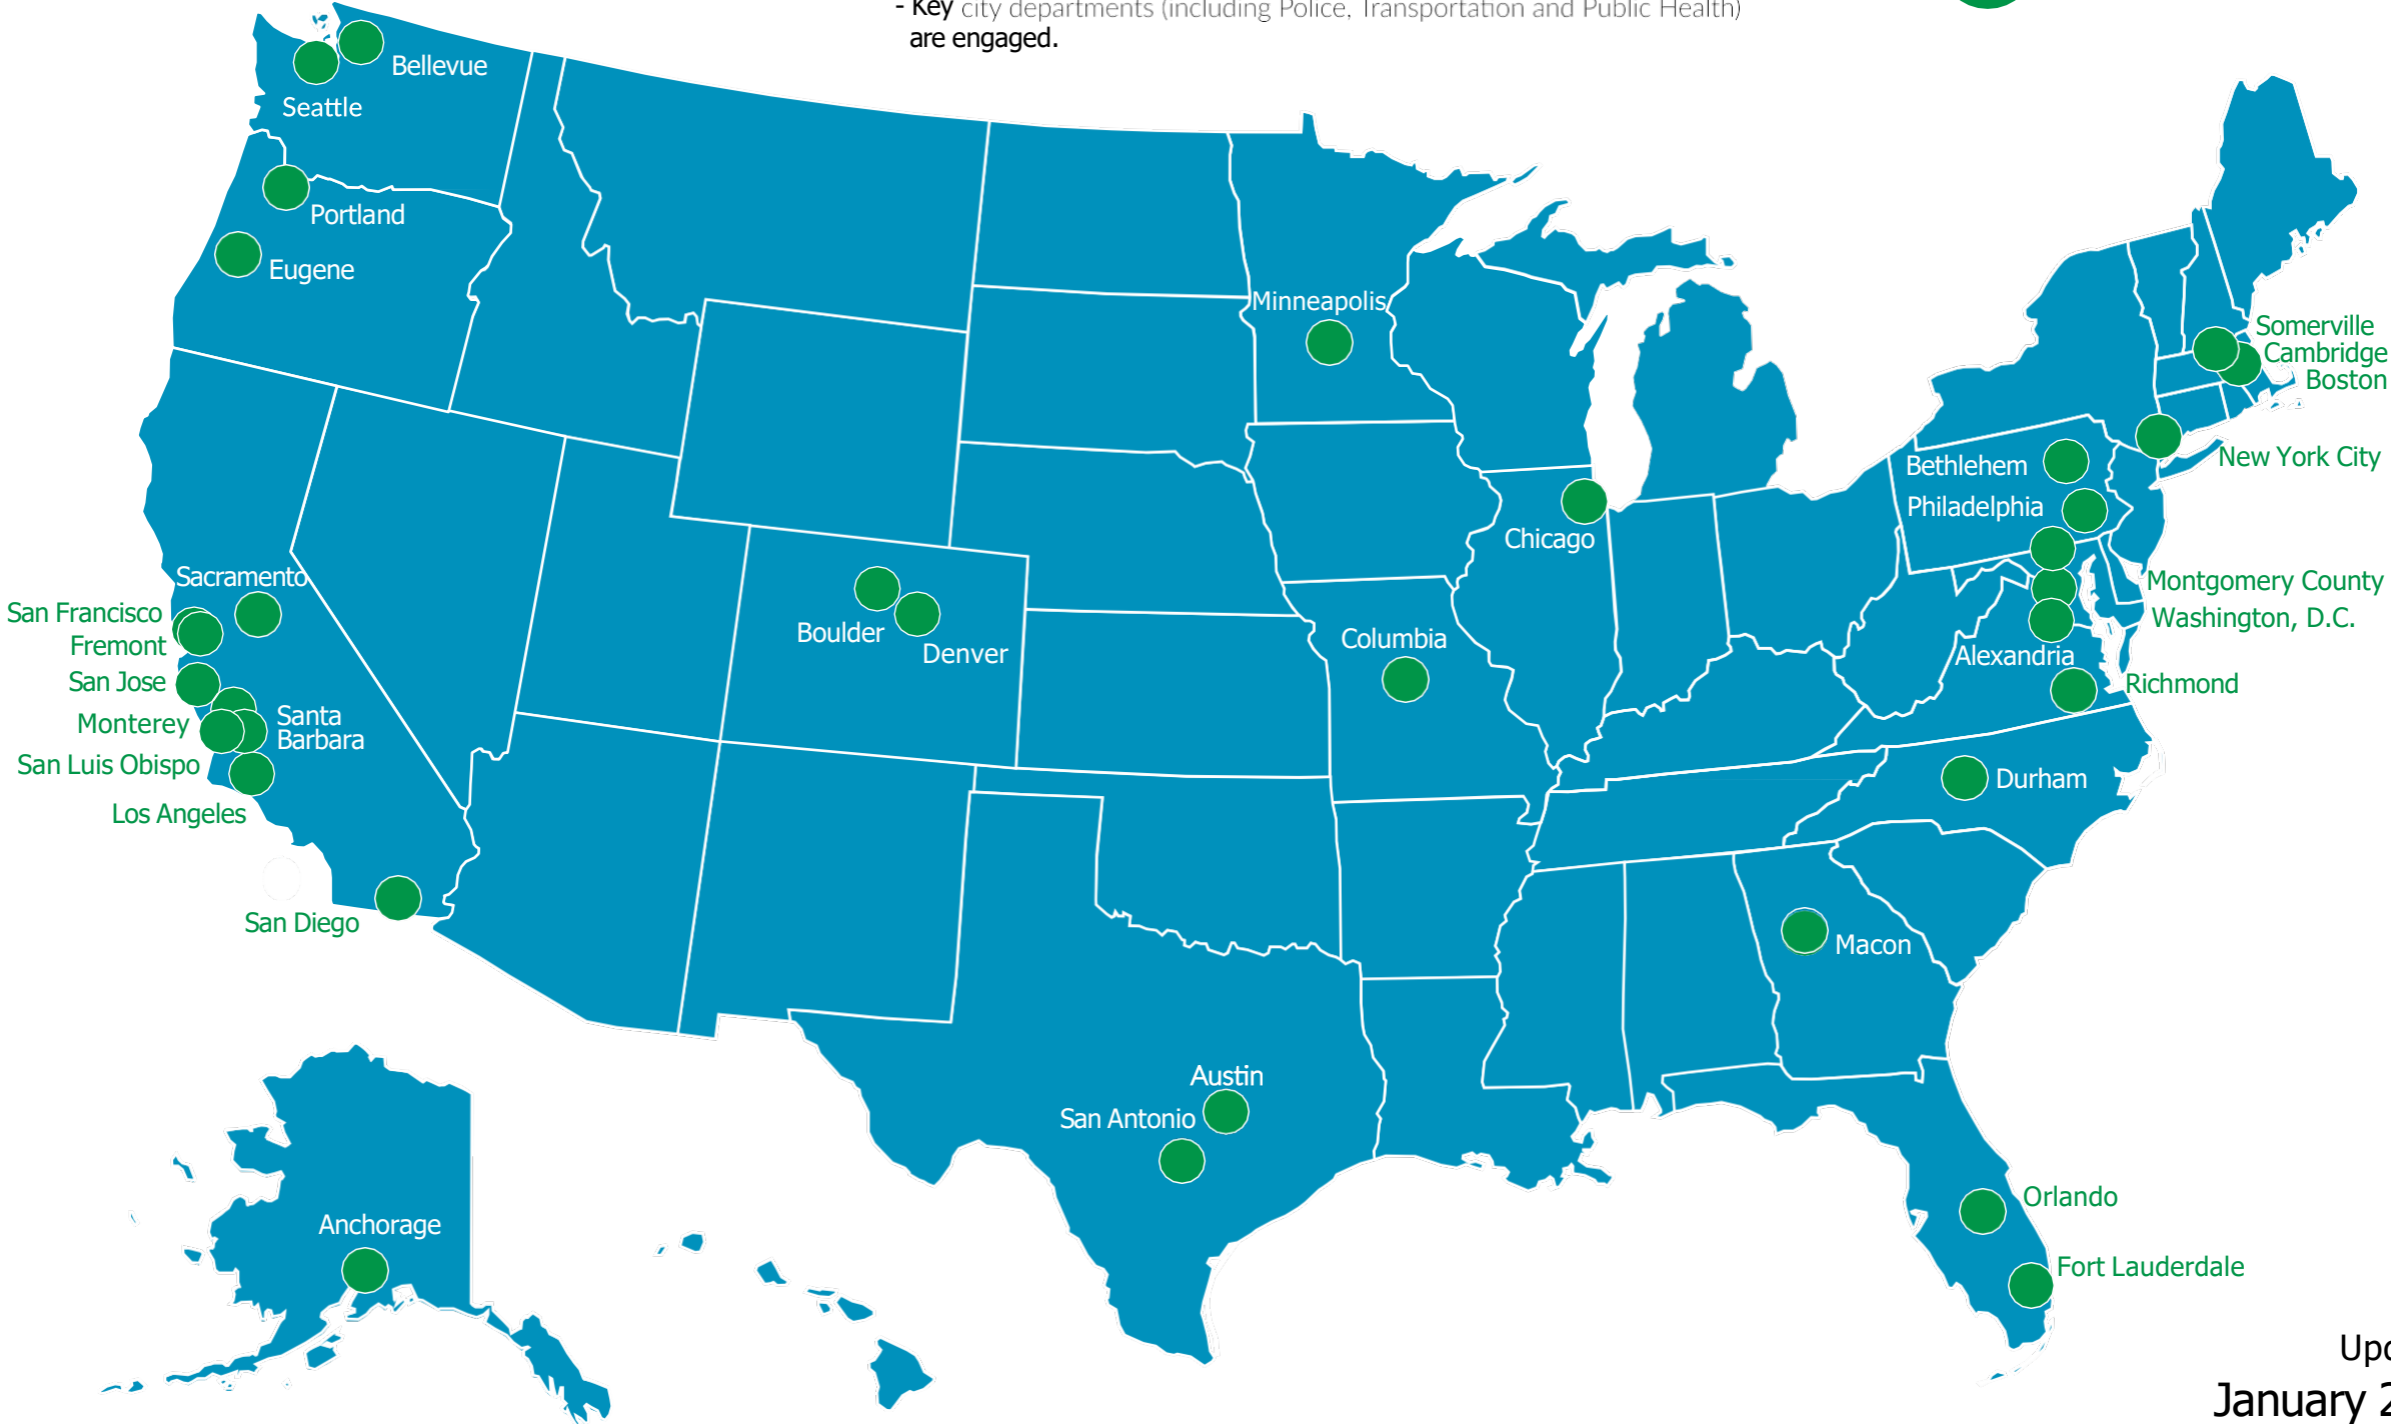 - Key city departments (including Police, Transportation and Public Health)
are engaged.
Bellevue
Seattle
Portland
Eugene
Minneapolis
Somerville
Cambridge
Boston
New York City
Bethlehem
Philadelphia
Chicago
Sacramento
San Francisco
Fremont
San Jose
Monterey
Santa
Barbara
San Luis Obispo
Los Angeles
San Diego
Boulder
Denver
Columbia
Montgomery County
Washington, D.C.
Alexandria
Richmond
Durham
Macon
Austin
San Antonio
Anchorage
Orlando
Fort Lauderdale
January